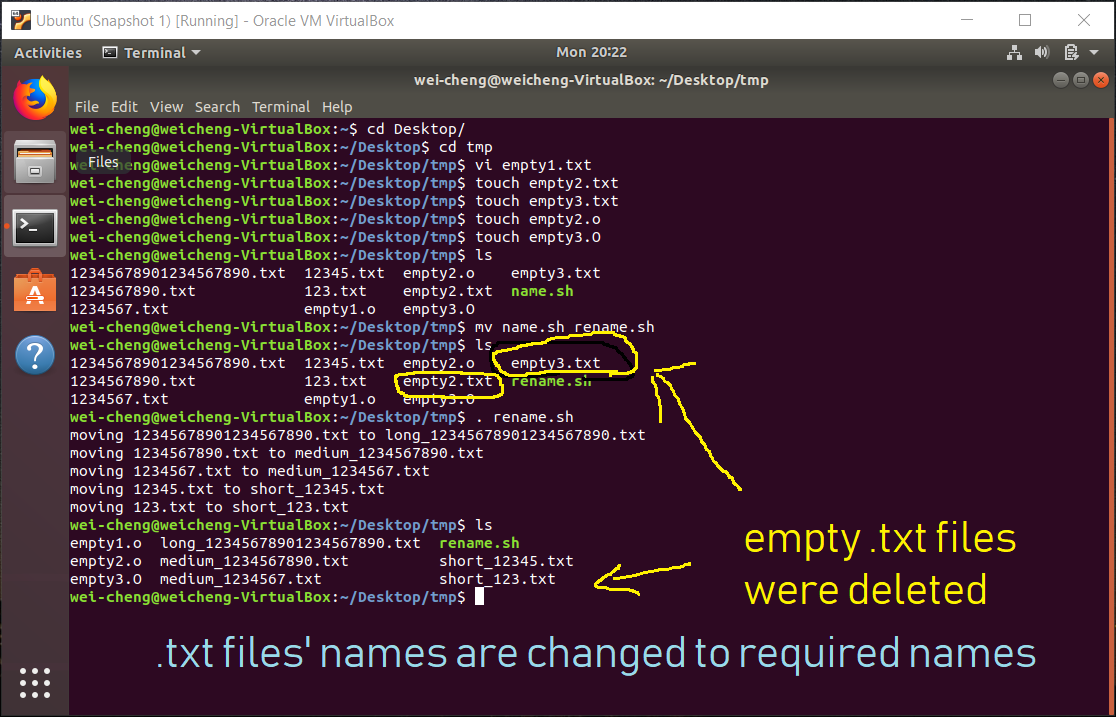 Ubuntu (Snapshot 1) [Running] - Oracle VM VirtualBox
Activities Terminal Mon 20:22
wei-cheng@weicheng-VirtualBox: ~/Desktop/tmp
File Edit View Search Terminal Help
wei-cheng@weicheng-VirtualBox:~$ cd Desktop/
wei-cheng@weicheng-VirtualBox:~/Desktop$ cd tmp
Files
wei-cheng@weicheng-VirtualBox:~/Desktop/tmp$ vi empty1.txt
wei-cheng@weicheng-VirtualBox:~/Desktop/tmp$ touch empty2.txt
wei-cheng@weicheng-VirtualBox:~/Desktop/tmp$ touch empty3.txt
wei-cheng@weicheng-VirtualBox:~/Desktop/tmp$ touch empty2.o
wei-cheng@weicheng-VirtualBox:~/Desktop/tmp$ touch empty3.O
wei-cheng@weicheng-VirtualBox:~/Desktop/tmp$ ls
12345678901234567890.txt 12345.txt empty2.o empty3.txt
1234567890.txt 123.txt empty2.txt name.sh
1234567.txt empty1.o empty3.O
wei-cheng@weicheng-VirtualBox:~/Desktop/tmp$ mv name.sh rename.sh
wei-cheng@weicheng-VirtualBox:~/Desktop/tmp$ ls
12345678901234567890.txt 12345.txt empty2.o empty3.txt
1234567890.txt 123.txt empty2.txt rename.sh
1234567.txt empty1.o empty3.O
wei-cheng@weicheng-VirtualBox:~/Desktop/tmp$ . rename.sh
moving 12345678901234567890.txt to long_12345678901234567890.txt
moving 1234567890.txt to medium_1234567890.txt
moving 1234567.txt to medium_1234567.txt
moving 12345.txt to short_12345.txt
moving 123.txt to short_123.txt
wei-cheng@weicheng-VirtualBox:~/Desktop/tmp$ ls
empty1.o long_12345678901234567890.txt rename.sh
empty2.o medium_1234567890.txt short_12345.txt
empty3.O medium_1234567.txt short_123.txt
wei-cheng@weicheng-VirtualBox:~/Desktop/tmp$
empty .txt files
were deleted
.txt files' names are changed to required names